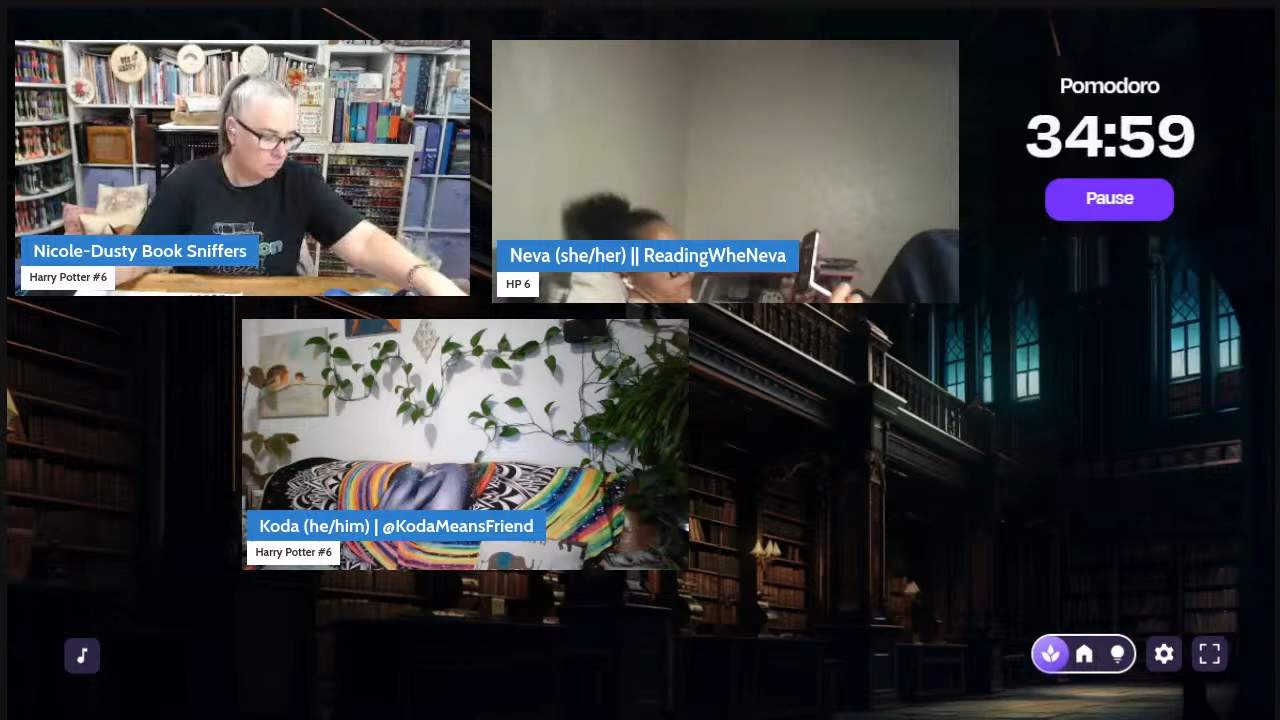 Pomodoro
34:59
Pause
Nicole-Dusty Book Sniffers
Harry Potter #6
Neva (she/her) || ReadingWheNeva
HP 6
Koda (he/him) | @KodaMeansFriend
Harry Potter #6